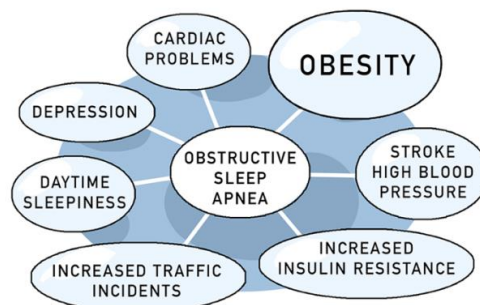 CARDIAC
PROBLEMS
OBESITY
DEPRESSION
OBSTRUCTIVE
SLEEP
APNEA
STROKE
HIGH BLOOD
PRESSURE
DAYTIME
SLEEPINESS
INCREASED
INSULIN RESISTANCE
INCREASED TRAFFIC
INCIDENTS